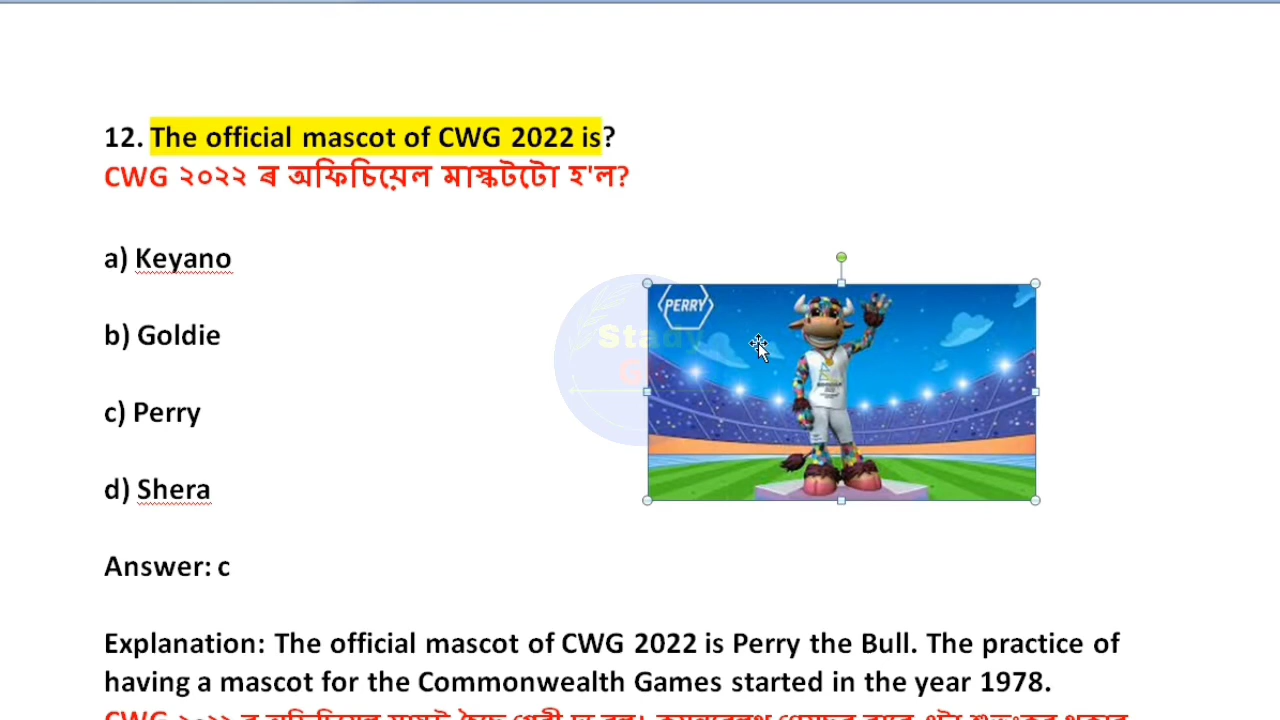 12. The official mascot of CWG 2022 is?
CWG ২০২২ ৰ অফিচিয়েল মাস্কটটো হ'ল?
a) Keyano
b) Goldie
PERRY
c) Perry
d) Shera
Answer: c
Explanation: The official mascot of CWG 2022 is Perry the Bull. The practice of
having a mascot for the Commonwealth Games started in the year 1978.